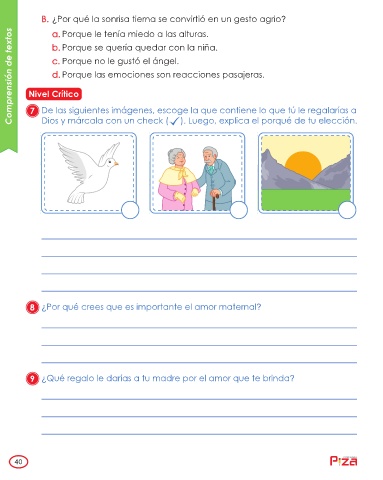 B. ¿Por qué la sonrisa tierna se convirtió en un gesto agrio?
a. Porque le tenía miedo a las alturas.
b. Porque se quería quedar con la niña.
c. Porque no le gustó el ángel.
d. Porque las emociones son reacciones pasajeras.
Comprensión de textos
Nivel Crítico
7 De las siguientes imágenes, escoge la que contiene lo que tú le regalarías a
Dios y márcala con un check ( ✓ ). Luego, explica el porqué de tu elección.
8 ¿Por qué crees que es importante el amor maternal?
9 ¿Qué regalo le darías a tu madre por el amor que te brinda?
40
Piza